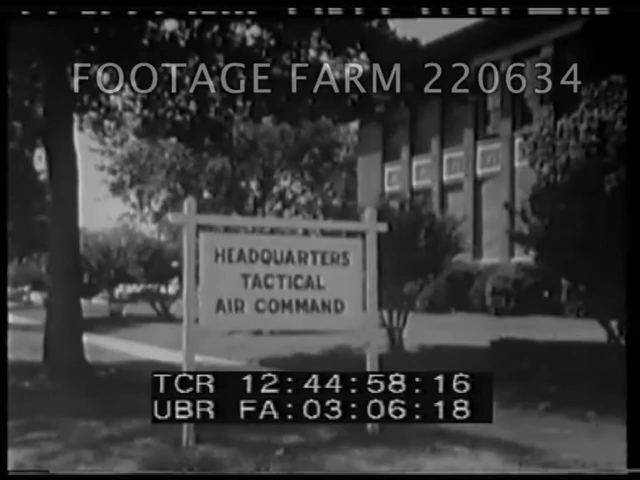 FOOTAGE FARM 220634
HEADQUARTERS
TACTICAL
AIR COMMAND
TCR 12:44:58:16
UBR FA:03:06:18